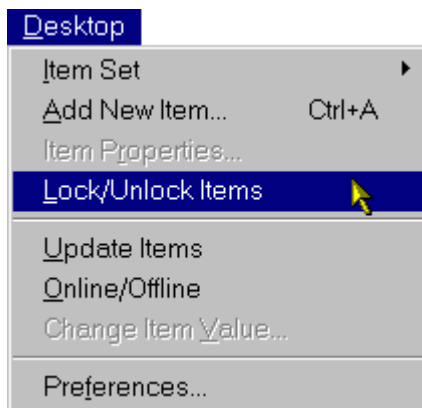 Desktop
Item Set
Add New Item... Ctrl+A
Item Properties...
Lock/Unlock Items
Update Items
Online/Offline
Change Item Value...
Preferences...